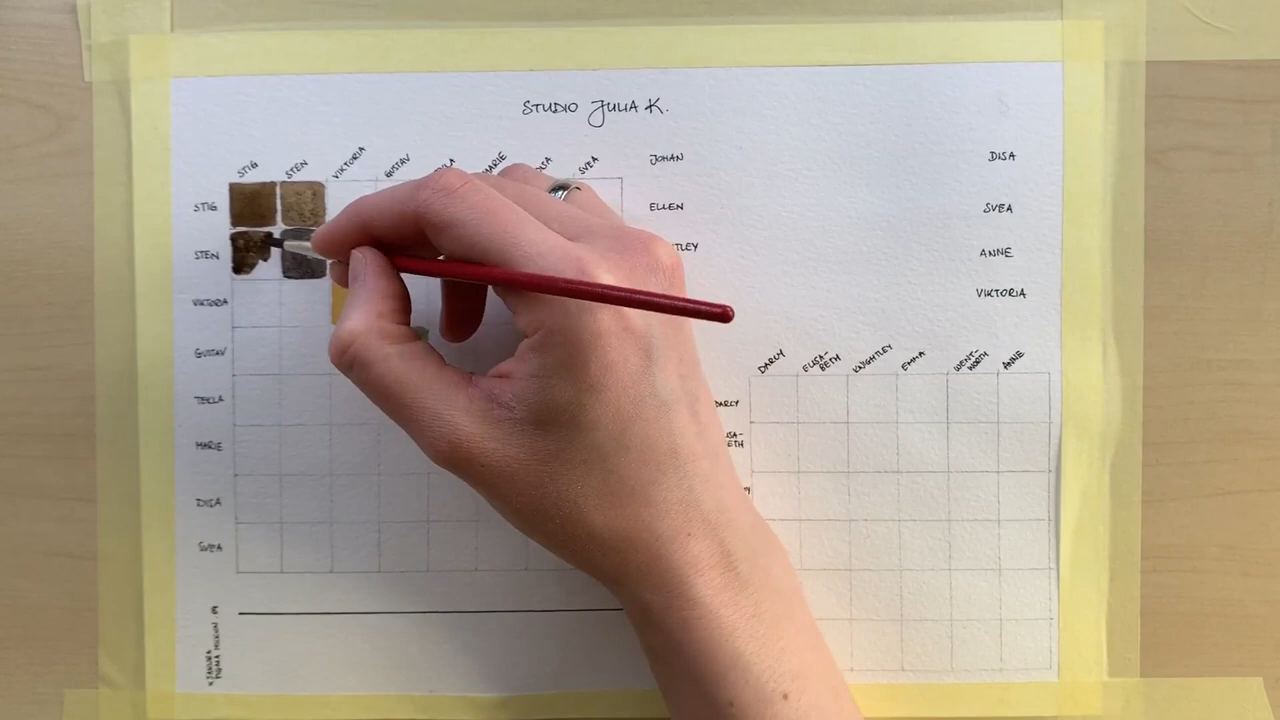 STUDIO JULIA K.
STIG
STEN
VIKTORIA
GUSTAV
SVEA
JOHAN
DISA
STIG
ELLEN
SVEA
STEN
ANNE
VIKTORIA
VIKTORIA
GUSTAV
DARCY
ELISA-
BETH
KNIGHTLEY
EMMA
WENT-
WORTH
ANNE
TEKLA
DARCY
MARIE
DISA
SVEA